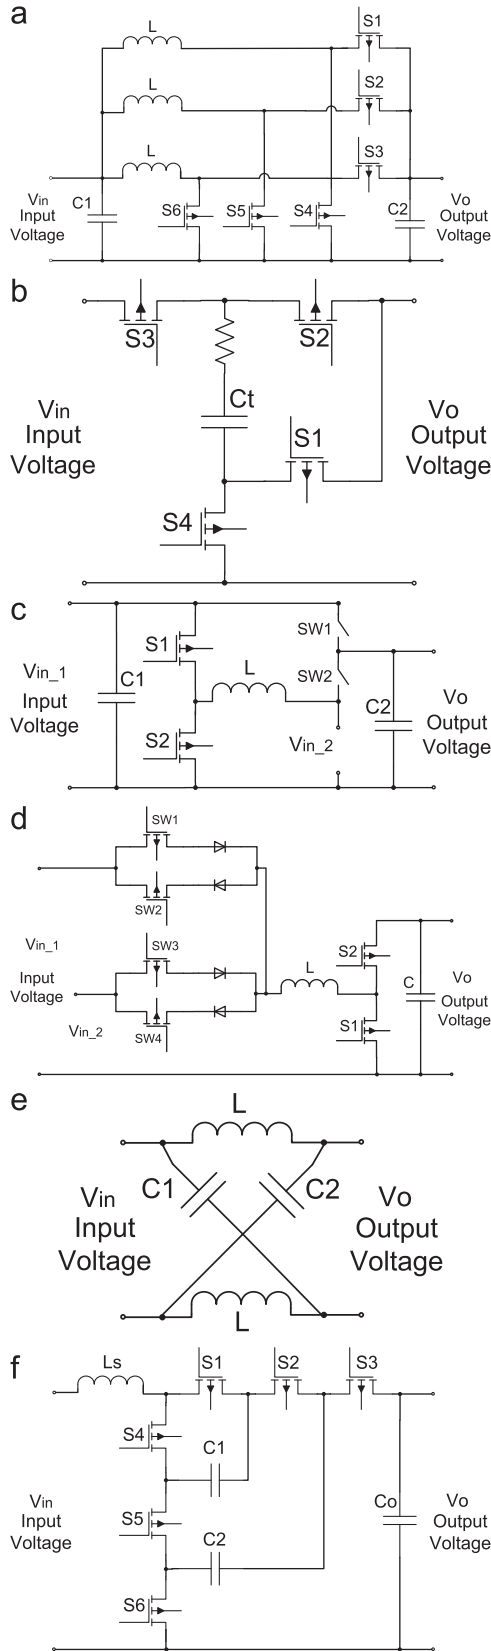 a
L
S1
L
S2
L
S3
Vin
Input
Voltage
C1
S6
S5
S4
C2
Vo
Output
Voltage
b
S3
S2
Ct
Vin
Input
Voltage
S1
Vo
Output
Voltage
S4
c
S1
SW1
Vin_1
Input
Voltage
C1
L
SW2
S2
Vin_2
C2
Vo
Output
Voltage
d
SW1
SW2
Vin_1
SW3
Input
Voltage
L
S2
C
Vo
Output
Voltage
Vin_2
SW4
S1
e
L
Vin
Input
Voltage
C1
C2
Vo
Output
Voltage
L
f
Ls
S1
S2
S3
S4
C1
Vin
Input
Voltage
S5
C2
Co
Vo
Output
Voltage
S6